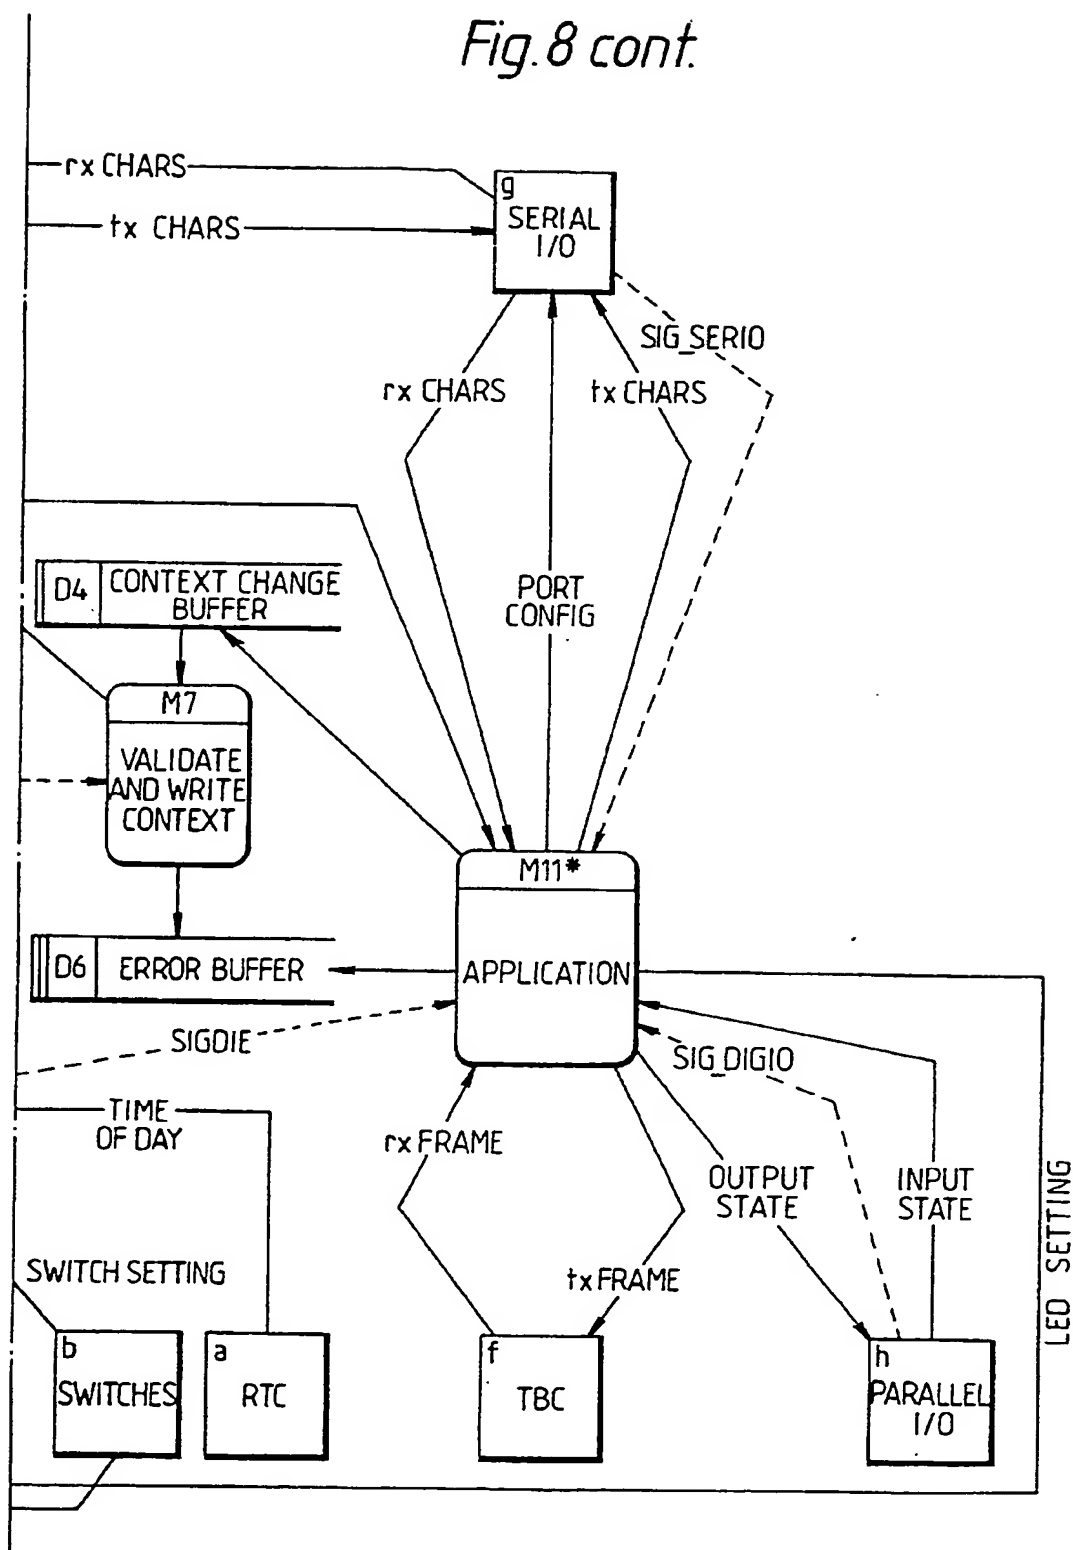 Fig. 8 cont.
rx CHARS
g
SERIAL
I/O
tx CHARS
SIG_SERIO
rx CHARS
tx CHARS
D4
CONTEXT CHANGE
BUFFER
PORT
CONFIG
M7
VALIDATE
AND WRITE
CONTEXT
M11*
APPLICATION
D6
ERROR BUFFER
SIGDIE
SIG_DIGIO
TIME
OF DAY
rx FRAME
OUTPUT
STATE
INPUT
STATE
LED SETTING
SWITCH SETTING
tx FRAME
b
SWITCHES
a
RTC
f
TBC
h
PARALLEL
I/O